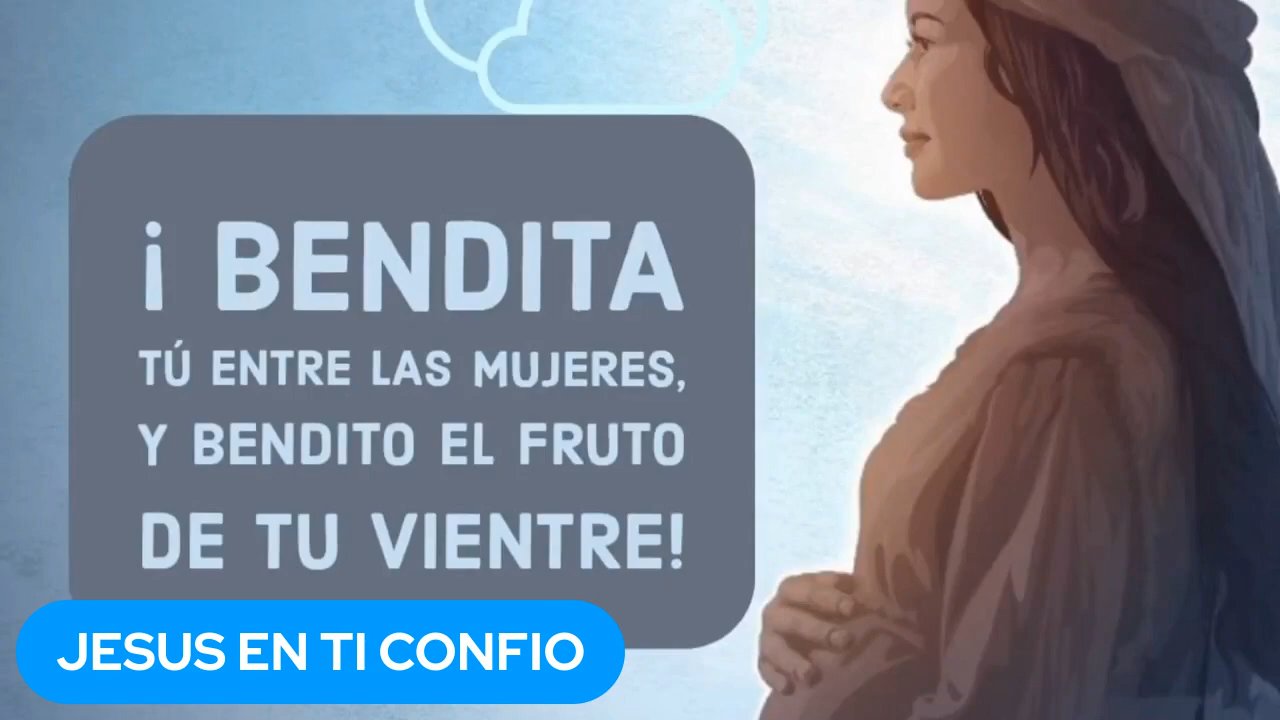 ¡ BENDITA
TÚ ENTRE LAS MUJERES,
Y BENDITO EL FRUTO
DE TU VIENTRE!
JESUS EN TI CONFIO